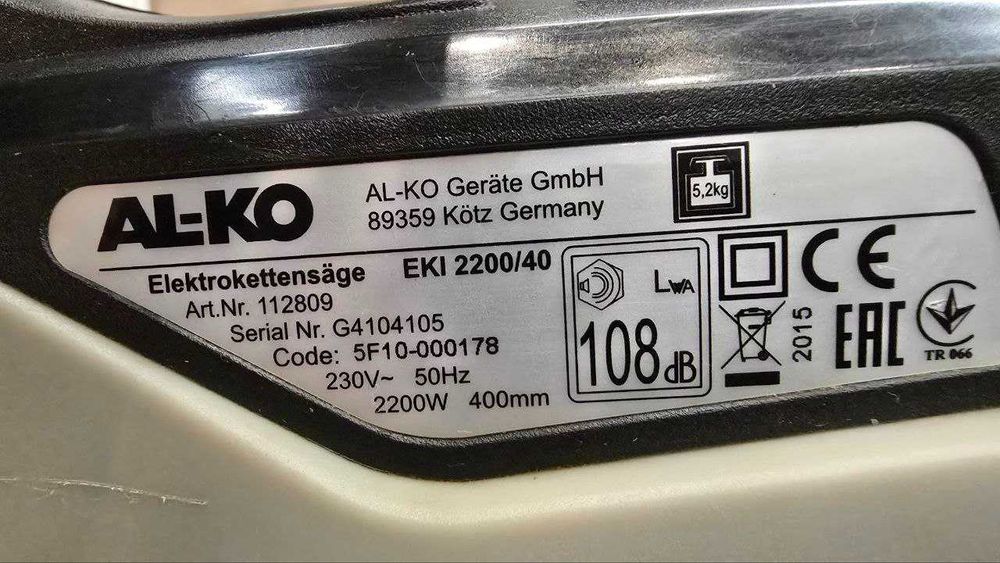 AL-KO
AL-KO Geräte GmbH
89359 Kötz Germany
5,2kg
Elektrokettensäge EKI 2200/40
Art.Nr. 112809
Serial Nr. G4104105
Code: 5F10-000178
230V~ 50Hz
2200W 400mm
LWA
108dB
2015
CE
EAC
TR 066